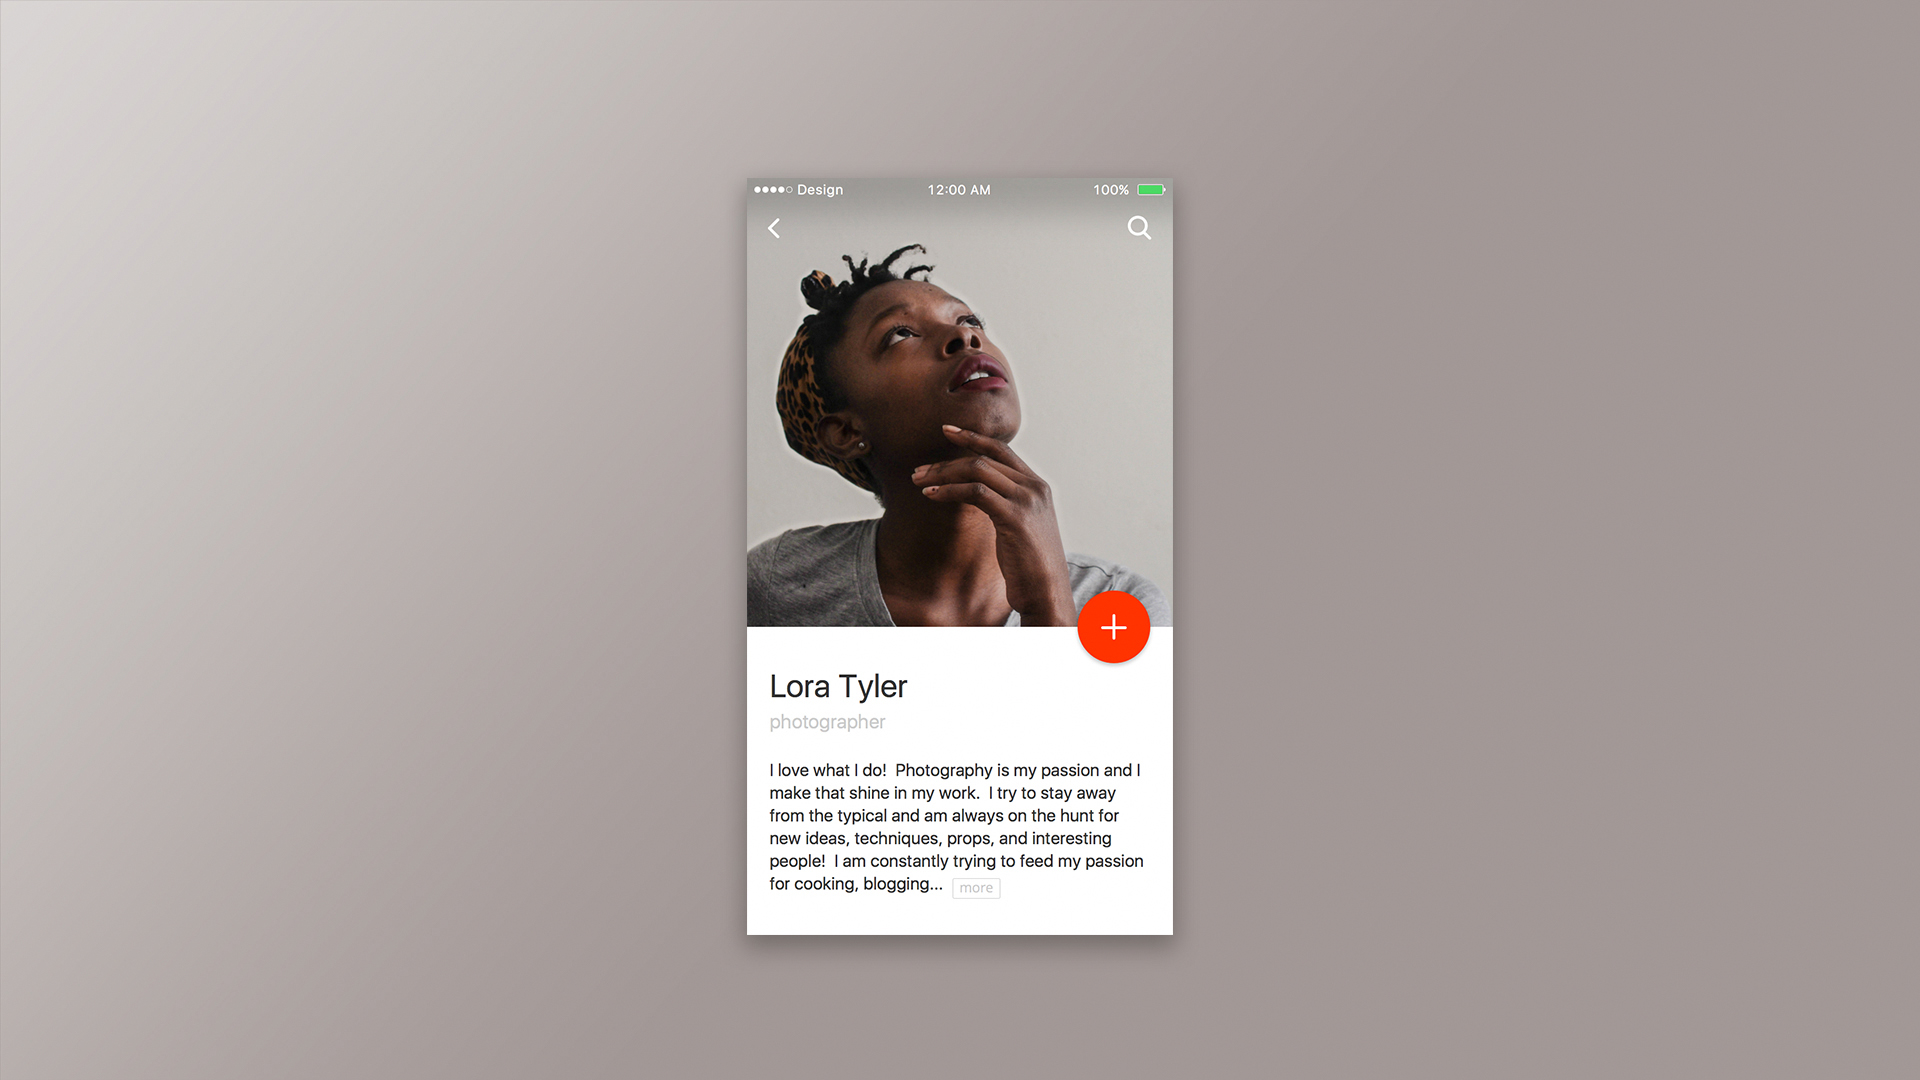 Design 12:00 AM 100%
Lora Tyler
photographer
I love what I do!  Photography is my passion and I
make that shine in my work.  I try to stay away
from the typical and am always on the hunt for
new ideas, techniques, props, and interesting
people!  I am constantly trying to feed my passion
for cooking, blogging... more